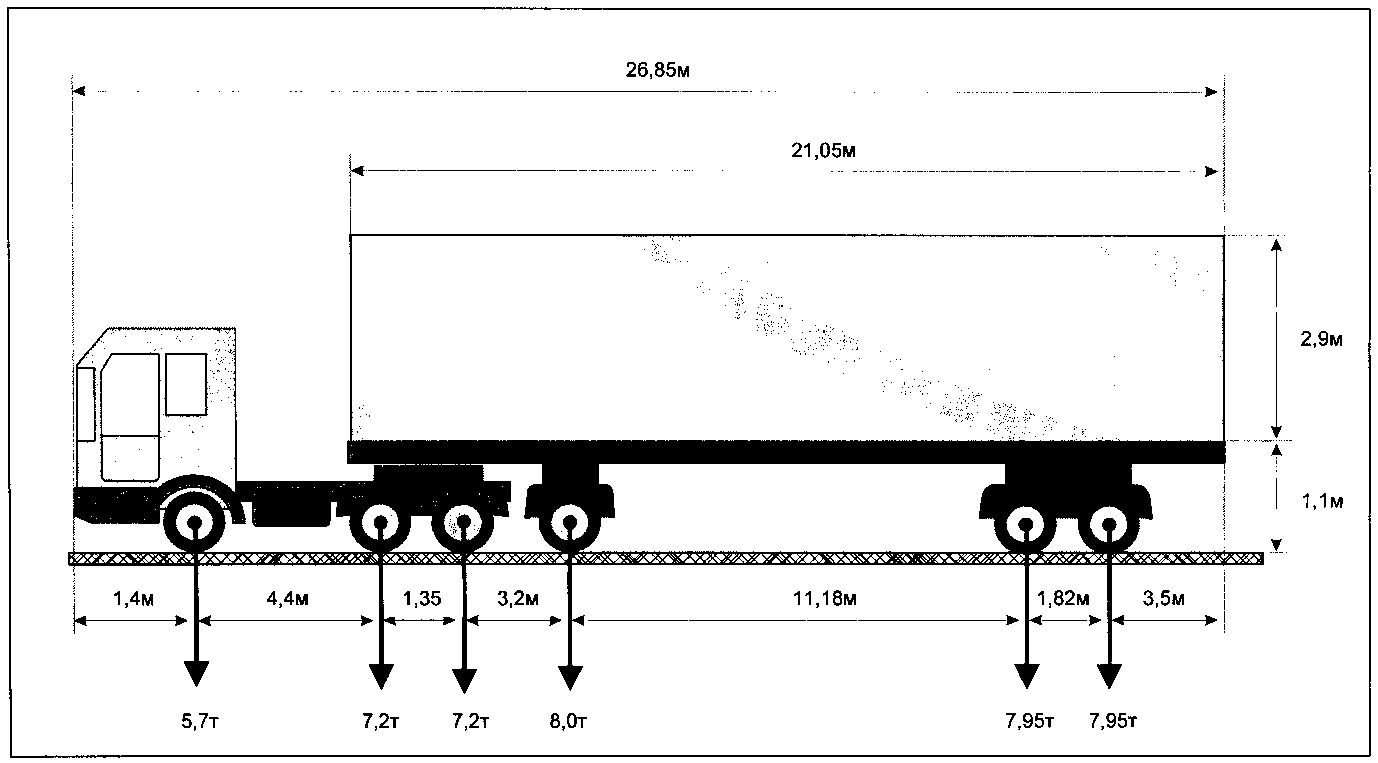 26,85м
21,05м
2,9м
1,1м
1,4м 4,4м 1,35 3,2м 11,18м 1,82м 3,5м
5,7т 7,2т 7,2т 8,0т 7,95т 7,95т